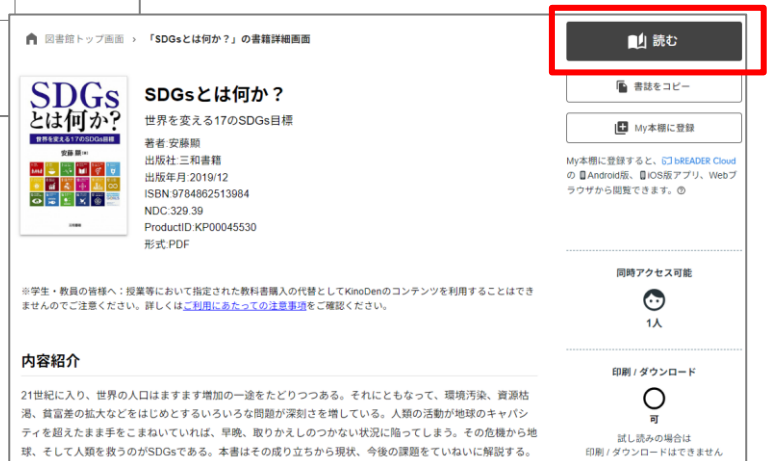 図書館トップ画面 › 「SDGsとは何か？」の書籍詳細画面
読む
書誌をコピー
My本棚に登録
My本棚に登録すると、bREADER Cloud
の Android版、iOS版アプリ、Webブ
ラウザから閲覧できます。
SDGs
とは何か?
世界を変える17のSDGs目標
安藤 顯
三和書籍
SDGsとは何か？
世界を変える17のSDGs目標
著者:安藤顯
出版社:三和書籍
出版年月:2019/12
ISBN:9784862513984
NDC:329.39
ProductID:KP00045530
形式:PDF
同時アクセス可能
1人
※学生・教員の皆様へ：授業等において指定された教科書購入の代替としてKinoDenのコンテンツを利用することはでき
ませんのでご注意ください。詳しくはご利用にあたっての注意事項をご確認ください。
内容紹介
21世紀に入り、世界の人口はますます増加の一途をたどりつつある。それにともなって、環境汚染、資源枯
渇、貧富差の拡大などをはじめとするいろいろな問題が深刻さを増している。人類の活動が地球のキャパシ
ティを超えたまま手をこまねいていれば、早晩、取りかえしのつかない状況に陥ってしまう。その危機から地
球、そして人類を救うのがSDGsである。本書はその成り立ちから現状、今後の課題をていねいに解説する。
印刷 / ダウンロード
可
試し読みの場合は
印刷 / ダウンロードはできません